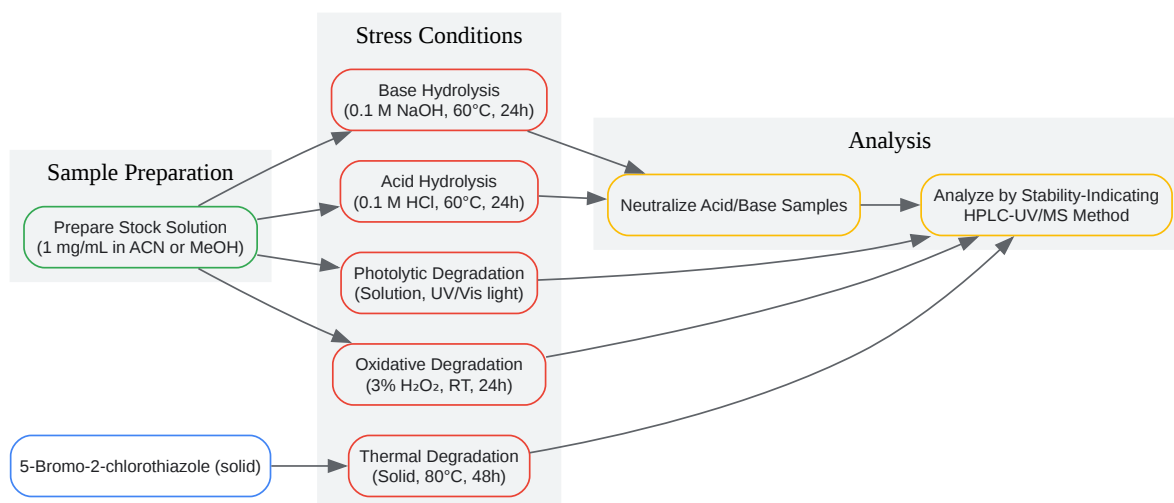 Sample Preparation
Prepare Stock Solution
(1 mg/mL in ACN or MeOH)
5-Bromo-2-chlorothiazole (solid)
Stress Conditions
Base Hydrolysis
(0.1 M NaOH, 60°C, 24h)
Acid Hydrolysis
(0.1 M HCl, 60°C, 24h)
Photolytic Degradation
(Solution, UV/Vis light)
Oxidative Degradation
(3% H₂O₂, RT, 24h)
Thermal Degradation
(Solid, 80°C, 48h)
Analysis
Neutralize Acid/Base Samples
Analyze by Stability-Indicating
HPLC-UV/MS Method